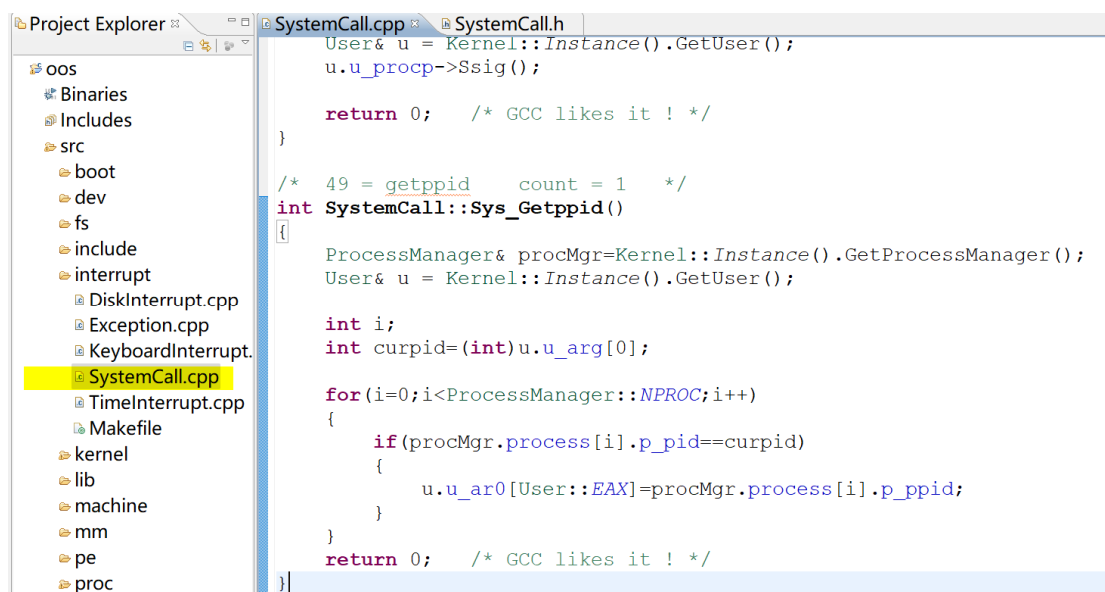 Project Explorer
oos
Binaries
Includes
src
boot
dev
fs
include
interrupt
DiskInterrupt.cpp
Exception.cpp
KeyboardInterrupt.
SystemCall.cpp
TimeInterrupt.cpp
Makefile
kernel
lib
machine
mm
pe
proc
SystemCall.cpp SystemCall.h
    User& u = Kernel::Instance().GetUser();
    u.u_procp->Ssig();

    return 0;   /* GCC likes it ! */
}

/*  49 = getppid    count = 1   */
int SystemCall::Sys_Getppid()
{
    ProcessManager& procMgr=Kernel::Instance().GetProcessManager();
    User& u = Kernel::Instance().GetUser();

    int i;
    int curpid=(int)u.u_arg[0];

    for(i=0;i<ProcessManager::NPROC;i++)
    {
        if(procMgr.process[i].p_pid==curpid)
        {
            u.u_ar0[User::EAX]=procMgr.process[i].p_ppid;
        }
    }
    return 0;   /* GCC likes it ! */
}